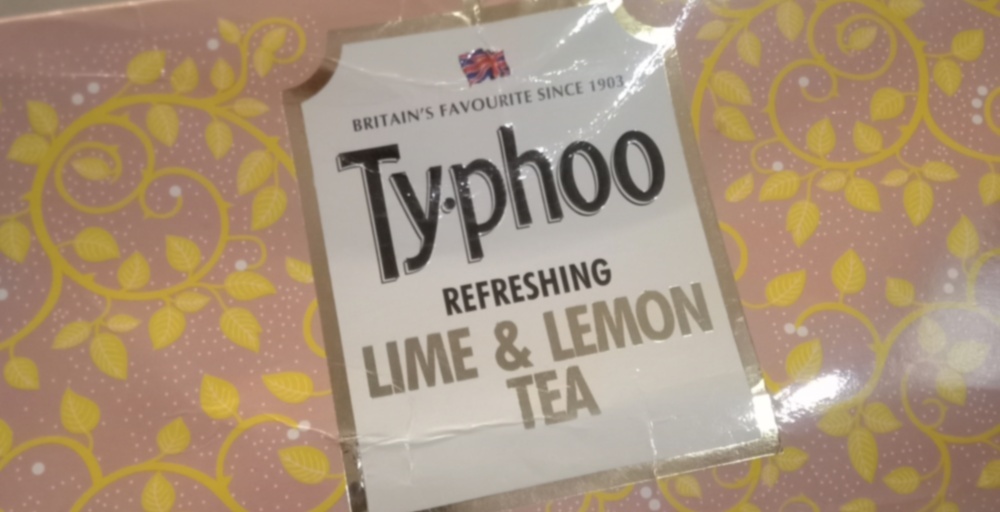 BRITAIN'S FAVOURITE SINCE 1903
Ty·phoo
REFRESHING
LIME & LEMON
TEA